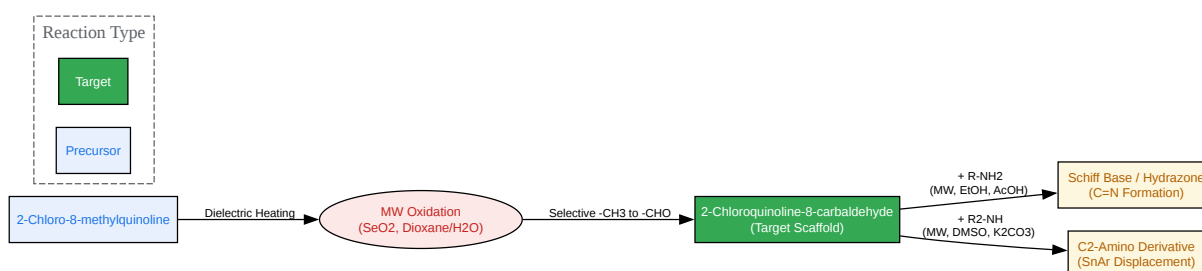 Reaction Type
Target
Precursor
2-Chloro-8-methylquinoline
Dielectric Heating
MW Oxidation
(SeO2, Dioxane/H2O)
Selective -CH3 to -CHO
2-Chloroquinoline-8-carbaldehyde
(Target Scaffold)
+ R-NH2
(MW, EtOH, AcOH)
+ R2-NH
(MW, DMSO, K2CO3)
Schiff Base / Hydrazone
(C=N Formation)
C2-Amino Derivative
(SnAr Displacement)